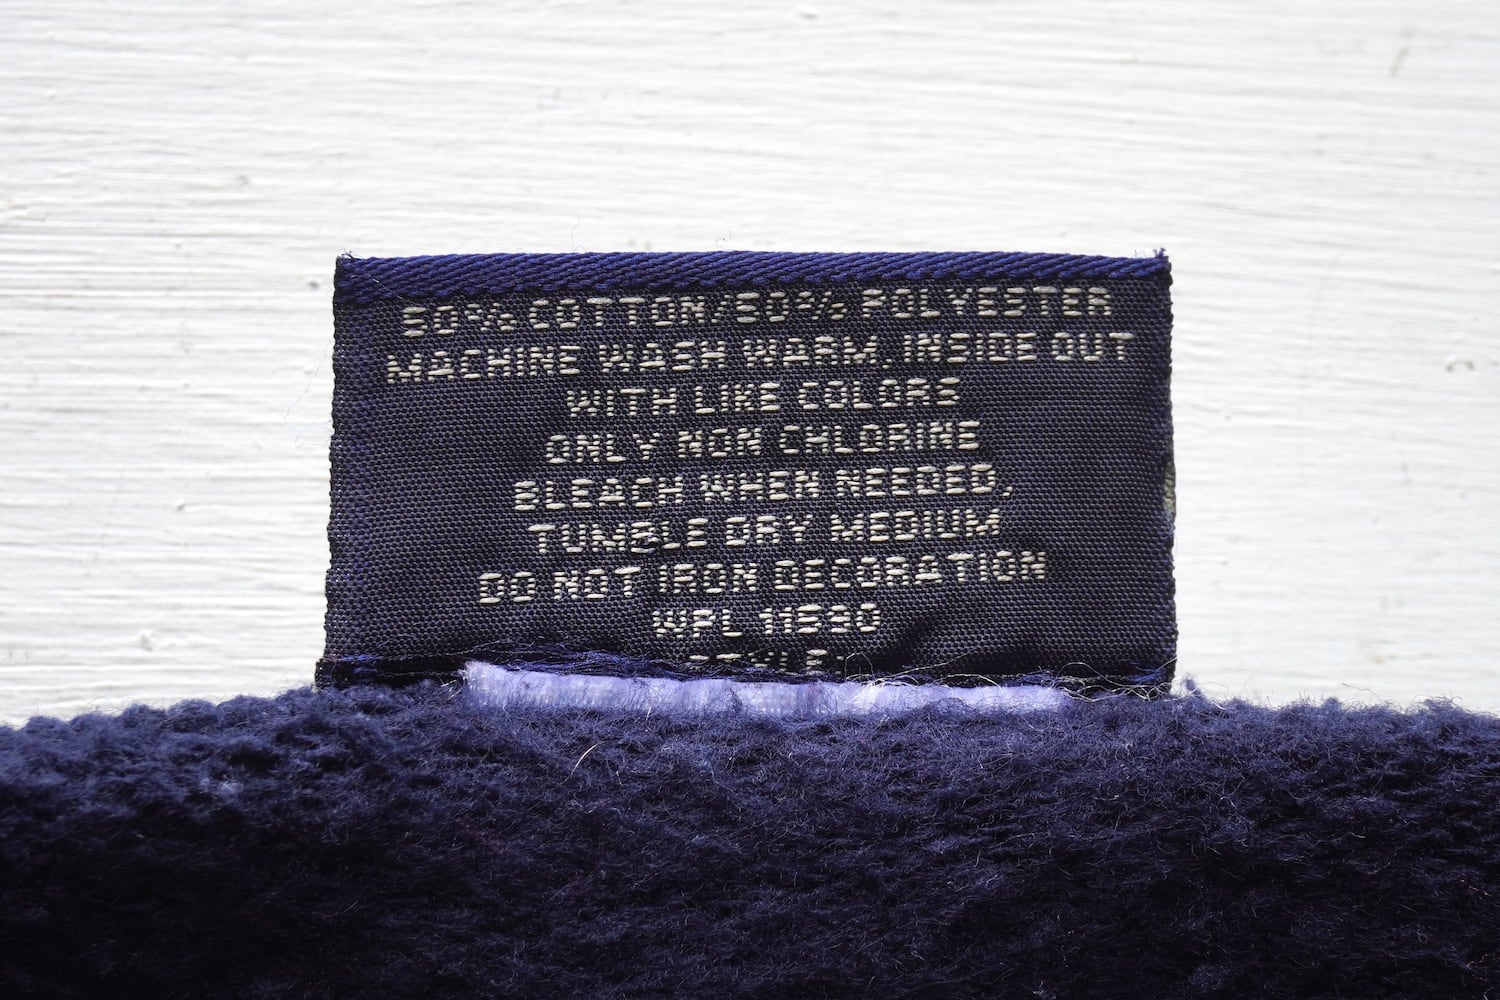 50% COTTON/50% POLYESTER
MACHINE WASH WARM, INSIDE OUT
WITH LIKE COLORS
ONLY NON CHLORINE
BLEACH WHEN NEEDED,
TUMBLE DRY MEDIUM
DO NOT IRON DECORATION
WPL 11590